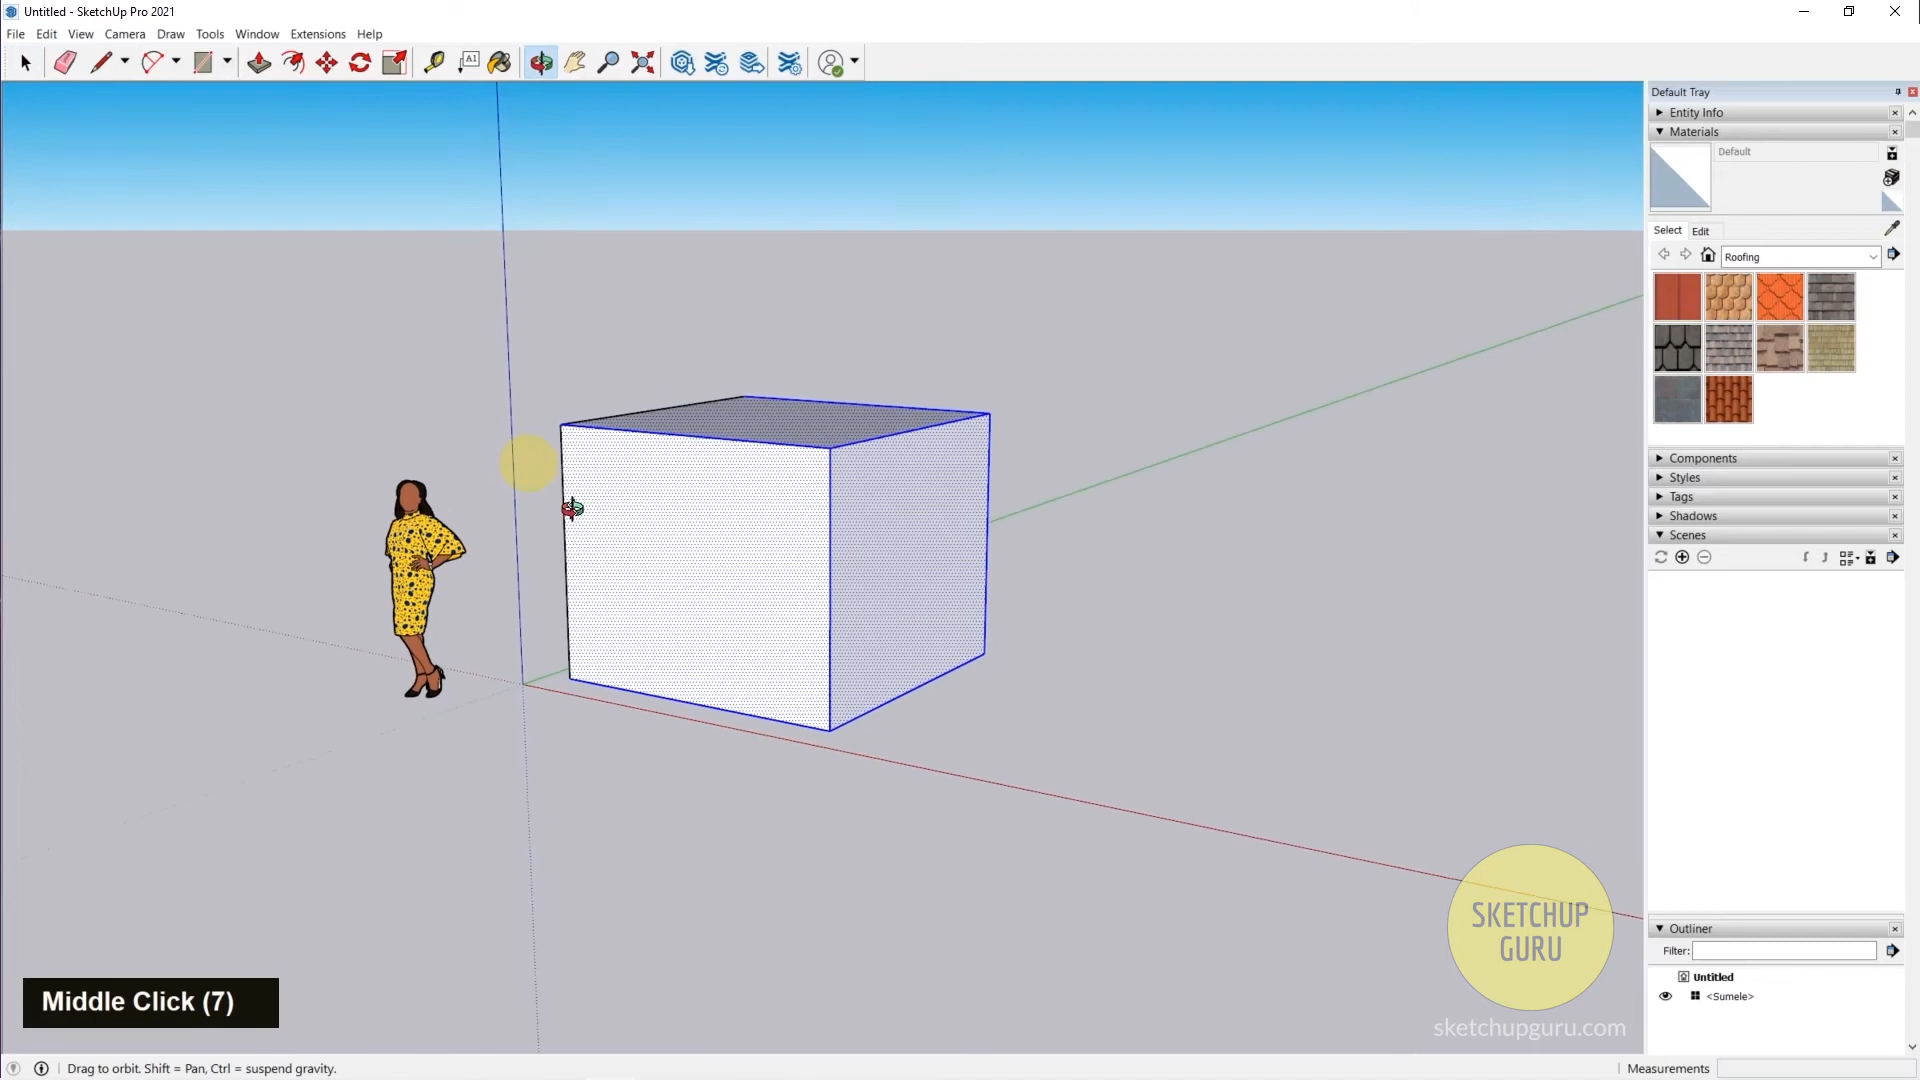 Untitled - SketchUp Pro 2021
File Edit View Camera Draw Tools Window Extensions Help
A1
Default Tray
Entity Info
Materials
Default
Select Edit
Roofing
Components
Styles
Tags
Shadows
Scenes
SKETCHUP
GURU
sketchupguru.com
Outliner
Filter:
Untitled
<Sumele>
Middle Click (7)
Drag to orbit. Shift = Pan, Ctrl = suspend gravity.
Measurements